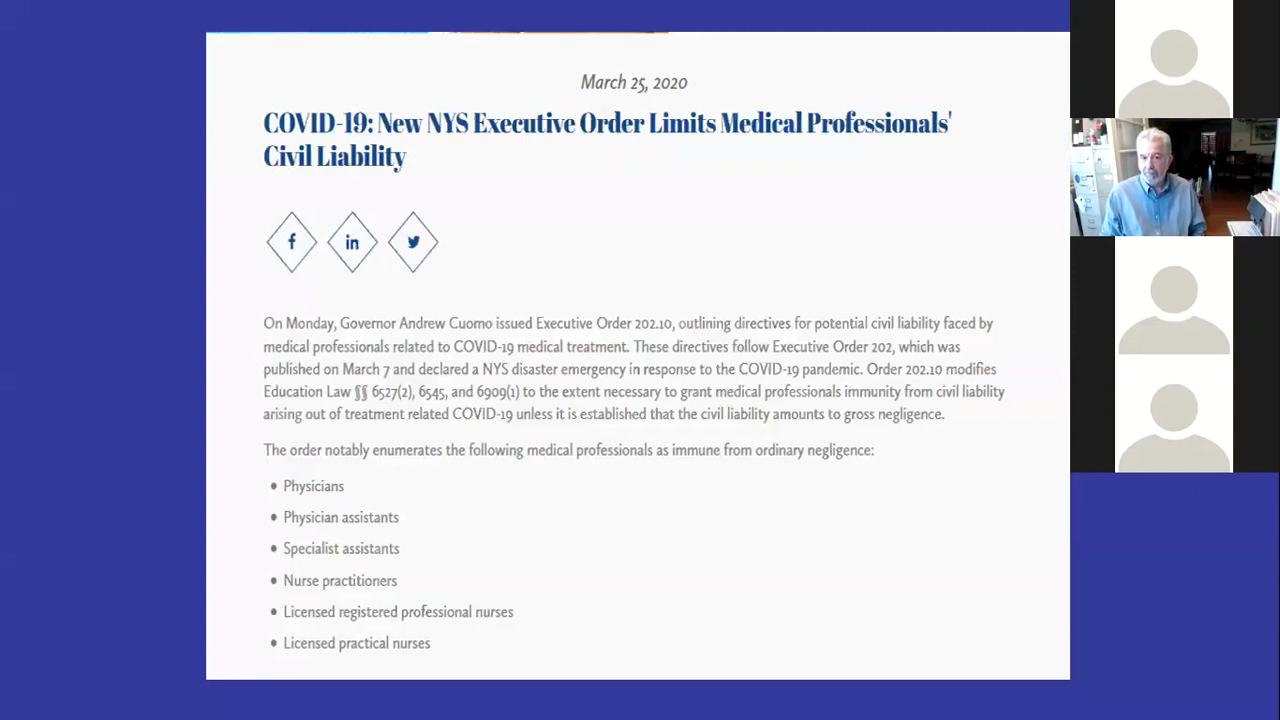 March 25, 2020
COVID-19: New NYS Executive Order Limits Medical Professionals'
Civil Liability
f in
On Monday, Governor Andrew Cuomo issued Executive Order 202.10, outlining directives for potential civil liability faced by
medical professionals related to COVID-19 medical treatment. These directives follow Executive Order 202, which was
published on March 7 and declared a NYS disaster emergency in response to the COVID-19 pandemic. Order 202.10 modifies
Education Law §§ 6527(2), 6545, and 6909(1) to the extent necessary to grant medical professionals immunity from civil liability
arising out of treatment related COVID-19 unless it is established that the civil liability amounts to gross negligence.
The order notably enumerates the following medical professionals as immune from ordinary negligence:
• Physicians
• Physician assistants
• Specialist assistants
• Nurse practitioners
• Licensed registered professional nurses
• Licensed practical nurses